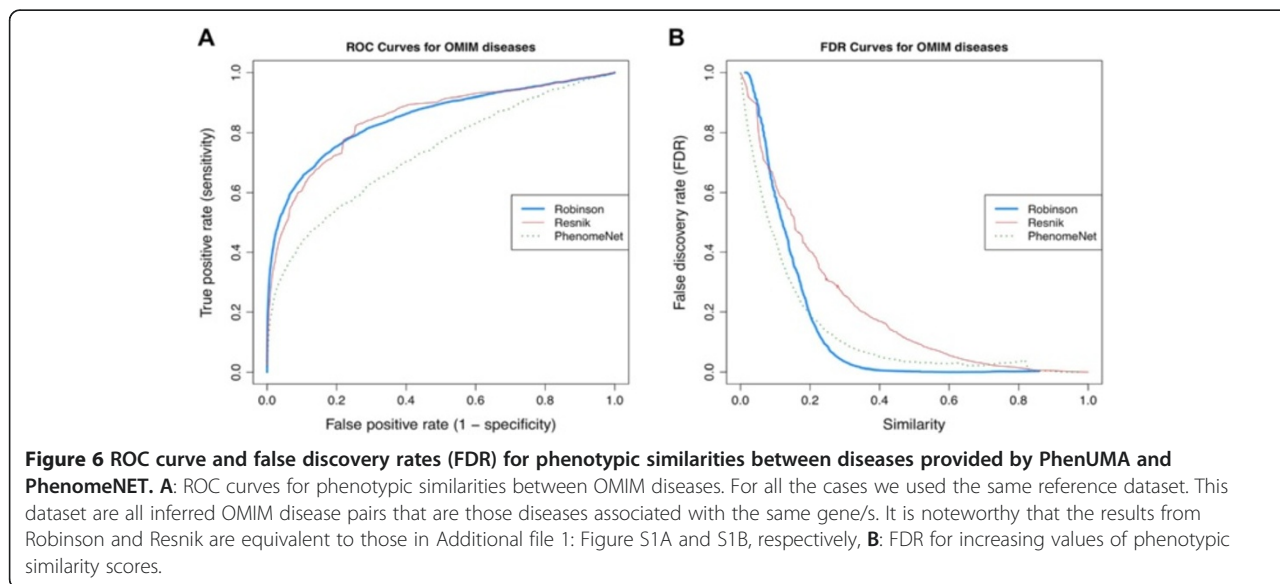 A
ROC Curves for OMIM diseases
True positive rate (sensitivity)
1.0
0.8
0.6
0.4
0.2
0.0
Robinson
Resnik
PhenomeNet
0.0 0.2 0.4 0.6 0.8 1.0
False positive rate (1 − specificity)
B
FDR Curves for OMIM diseases
False discovery rate (FDR)
1.0
0.8
0.6
0.4
0.2
0.0
Robinson
Resnik
PhenomeNet
0.0 0.2 0.4 0.6 0.8 1.0
Similarity
Figure 6 ROC curve and false discovery rates (FDR) for phenotypic similarities between diseases provided by PhenUMA and
PhenomeNET. A: ROC curves for phenotypic similarities between OMIM diseases. For all the cases we used the same reference dataset. This
dataset are all inferred OMIM disease pairs that are those diseases associated with the same gene/s. It is noteworthy that the results from
Robinson and Resnik are equivalent to those in Additional file 1: Figure S1A and S1B, respectively, B: FDR for increasing values of phenotypic
similarity scores.